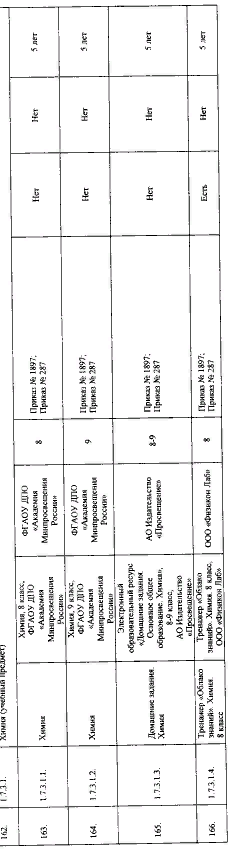 162. 1.7.3.1. Химия (учебный предмет)
163. 1.7.3.1.1. Химия
Химия, 8 класс,
ФГАОУ ДПО
«Академия
Минпросвещения
России»
ФГАОУ ДПО
«Академия
Минпросвещения
России»
8
Приказ № 1897;
Приказ № 287
Нет
Нет
5 лет
164. 1.7.3.1.2. Химия
Химия, 9 класс,
ФГАОУ ДПО
«Академия
Минпросвещения
России»
ФГАОУ ДПО
«Академия
Минпросвещения
России»
9
Приказ № 1897;
Приказ № 287
Нет
Нет
5 лет
165. 1.7.3.1.3.
Домашние задания.
Химия
Электронный
образовательный ресурс
«Домашние задания.
Основное общее
образование. Химия»,
8-9 класс,
АО Издательство
«Просвещение»
АО Издательство
«Просвещение»
8-9
Приказ № 1897;
Приказ № 287
Нет
Нет
5 лет
166. 1.7.3.1.4.
Тренажер «Облако
знаний». Химия.
8 класс
Тренажер «Облако
знаний». Химия. 8 класс,
ООО «Физикон Лаб»
ООО «Физикон Лаб»
8
Приказ № 1897;
Приказ № 287
Есть
Нет
5 лет